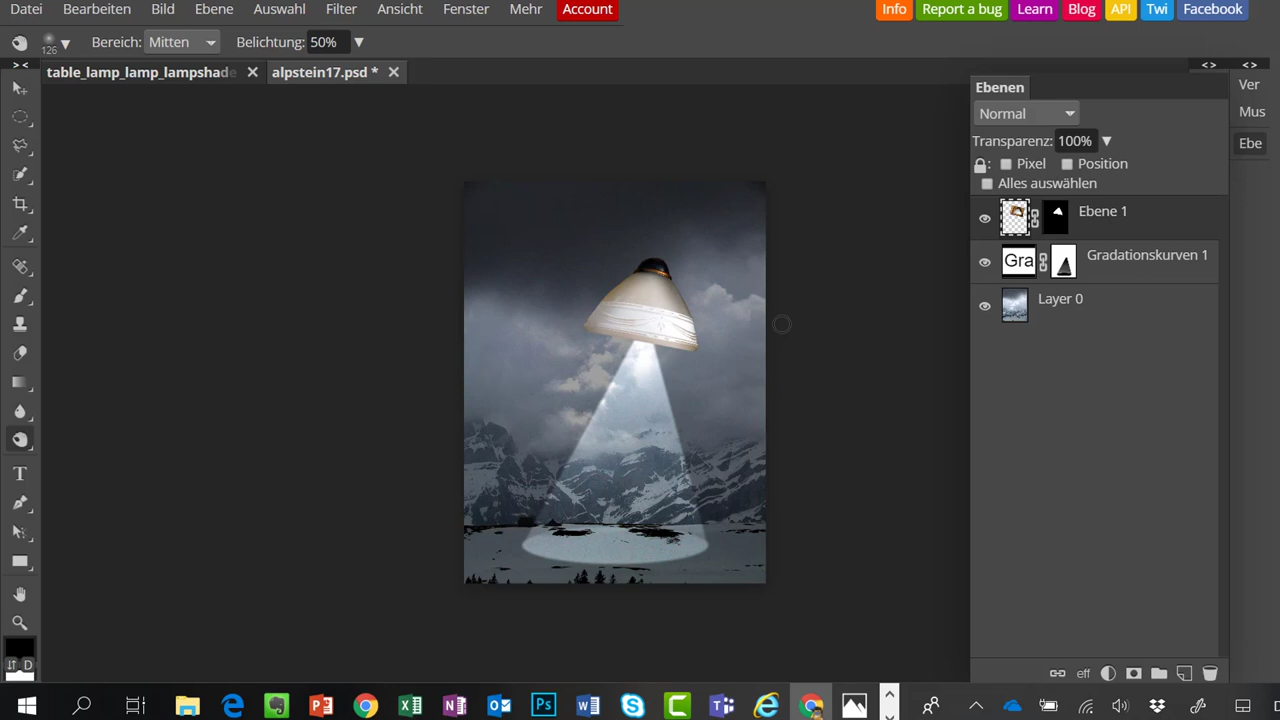 Datei Bearbeiten Bild Ebene Auswahl Filter Ansicht Fenster Mehr Account Info Report a bug Learn Blog API Twi Facebook
126 Bereich: Mitten Belichtung: 50%
> < < > < >
table_lamp_lamp_lampshade alpstein17.psd *
Ebenen
Ver
Normal
Mus
Transparenz: 100%
Ebe
Pixel Position
Alles auswählen
Ebene 1
Gra Gradationskurven 1
Layer 0
T
D
eff